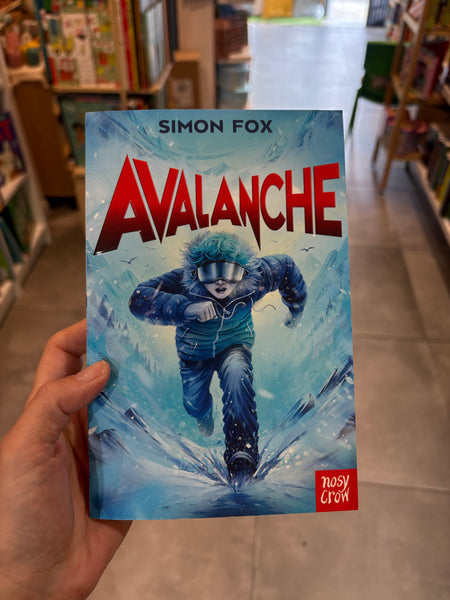 SIMON FOX
AVALANCHE
nosy
crow